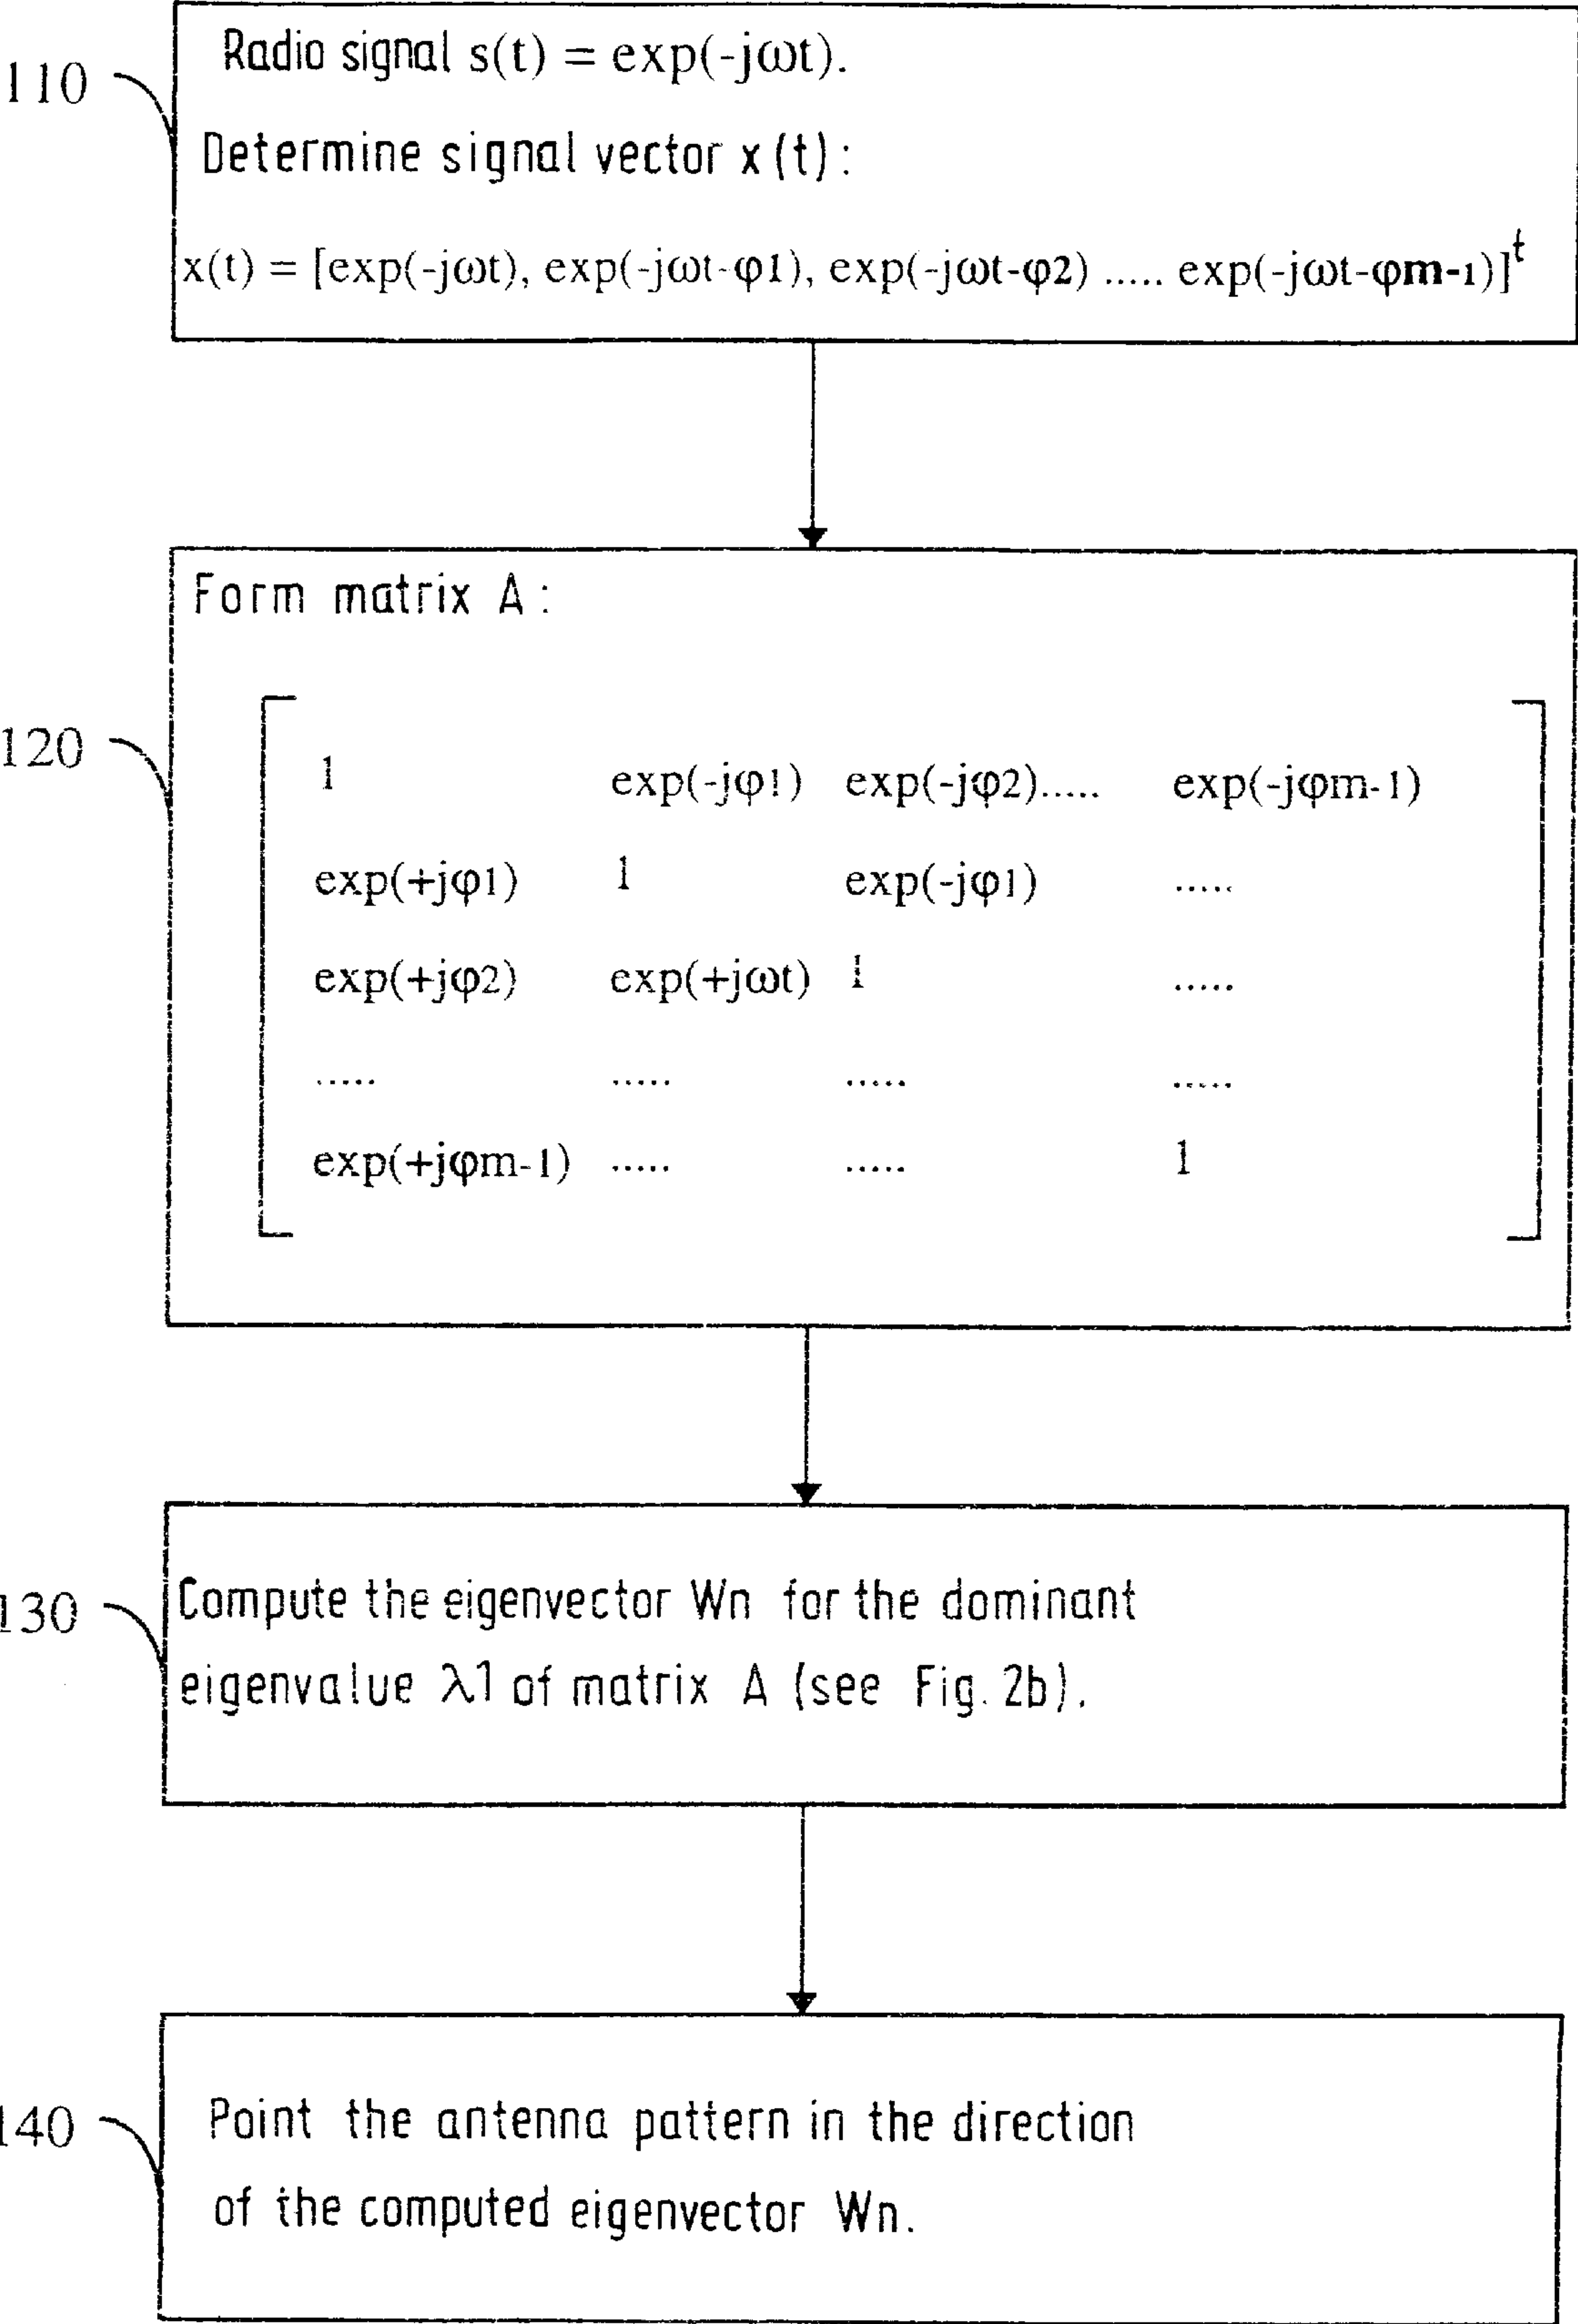 110
Radio signal s(t) = exp(-jωt).
Determine signal vector x(t):
x(t) = [exp(-jωt), exp(-jωt-φ1), exp(-jωt-φ2) ..... exp(-jωt-φm-1)]t
120
Form matrix A:
1 exp(-jφ1) exp(-jφ2)..... exp(-jφm-1)
exp(+jφ1) 1 exp(-jφ1) .....
exp(+jφ2) exp(+jωt) 1 .....
..... ..... ..... .....
exp(+jφm-1) ..... ..... 1
130
Compute the eigenvector Wn for the dominant
eigenvalue λ1 of matrix A (see Fig. 2b).
140
Point the antenna pattern in the direction
of the computed eigenvector Wn.